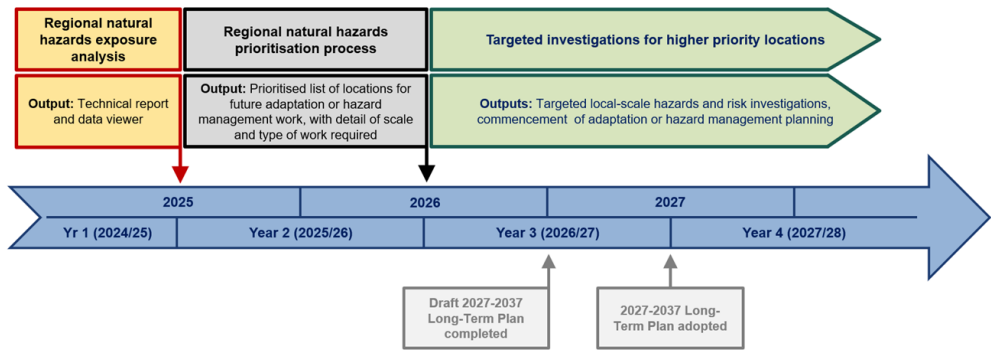 Regional natural
hazards exposure
analysis
Regional natural hazards
prioritisation process
Targeted investigations for higher priority locations
Output: Technical report
and data viewer
Output: Prioritised list of locations for
future adaptation or hazard
management work, with detail of scale
and type of work required
Outputs: Targeted local-scale hazards and risk investigations,
commencement of adaptation or hazard management planning
2025
2026
2027
Yr 1 (2024/25)
Year 2 (2025/26)
Year 3 (2026/27)
Year 4 (2027/28)
Draft 2027-2037
Long-Term Plan
completed
2027-2037 Long-
Term Plan adopted